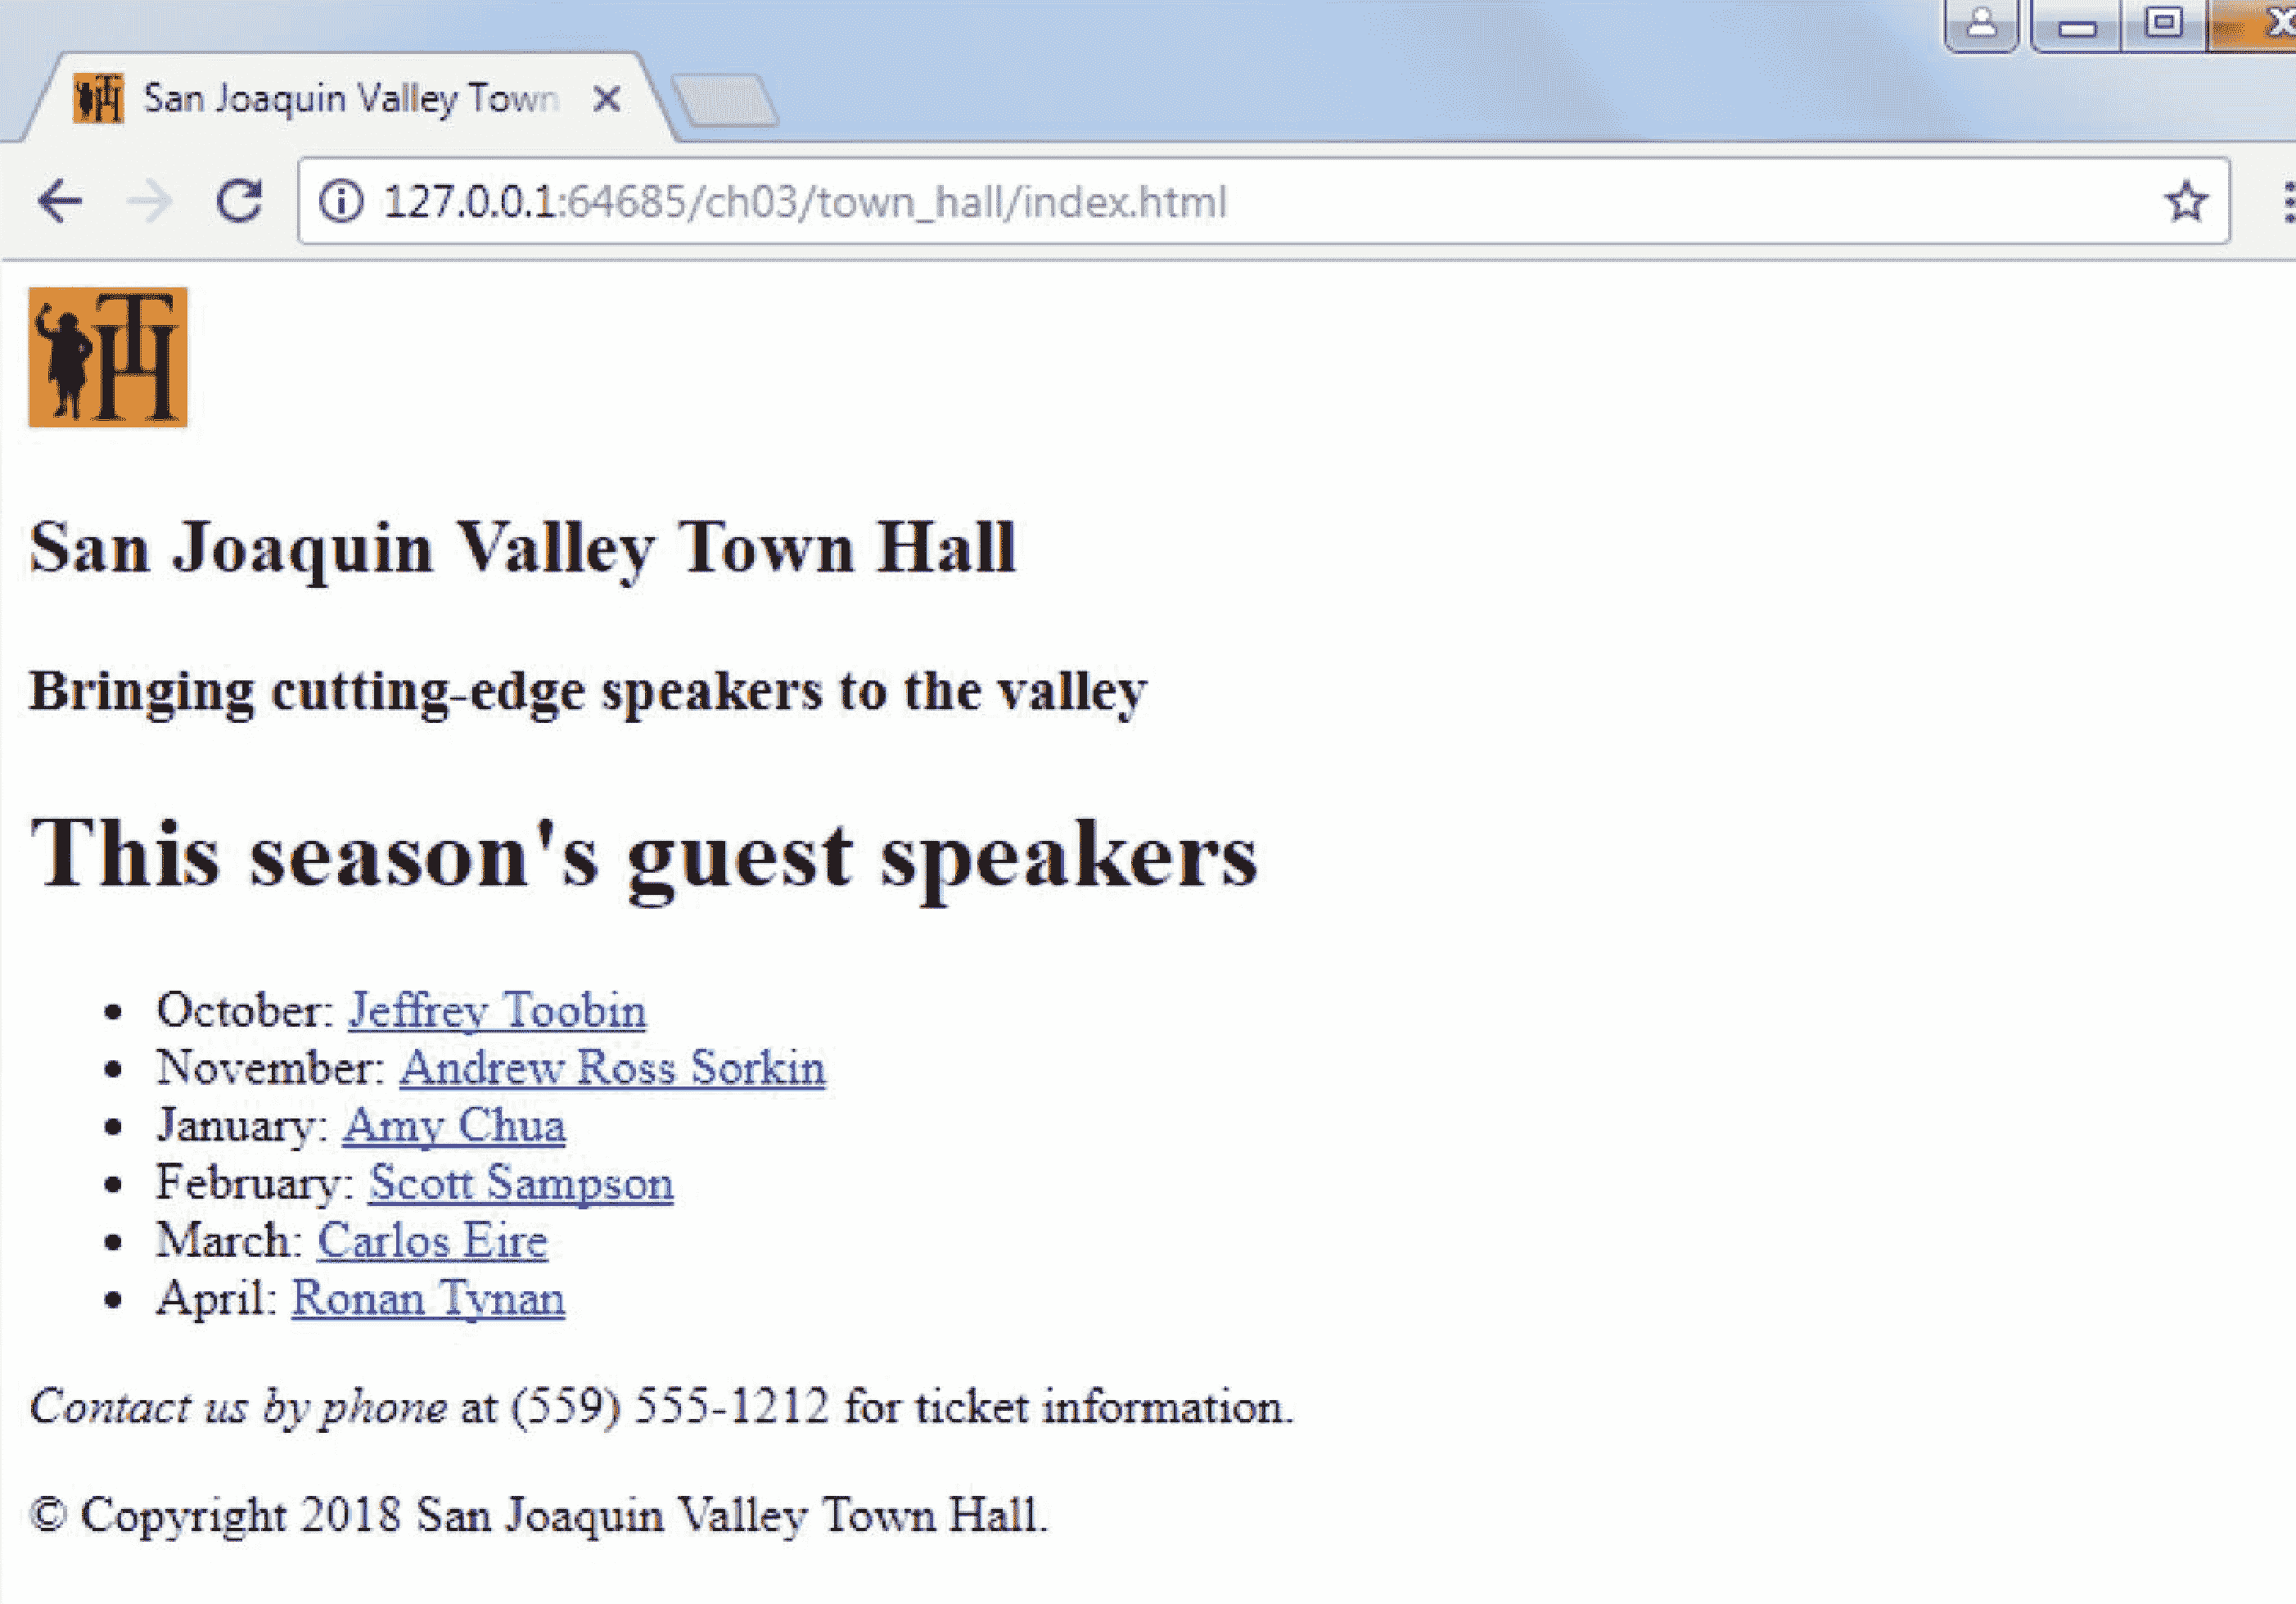 San Joaquin Valley Town
127.0.0.1:64685/ch03/town_hall/index.html
TH
San Joaquin Valley Town Hall
Bringing cutting-edge speakers to the valley
This season's guest speakers
• October: Jeffrey Toobin
• November: Andrew Ross Sorkin
• January: Amy Chua
• February: Scott Sampson
• March: Carlos Eire
• April: Ronan Tynan
Contact us by phone at (559) 555-1212 for ticket information.
© Copyright 2018 San Joaquin Valley Town Hall.